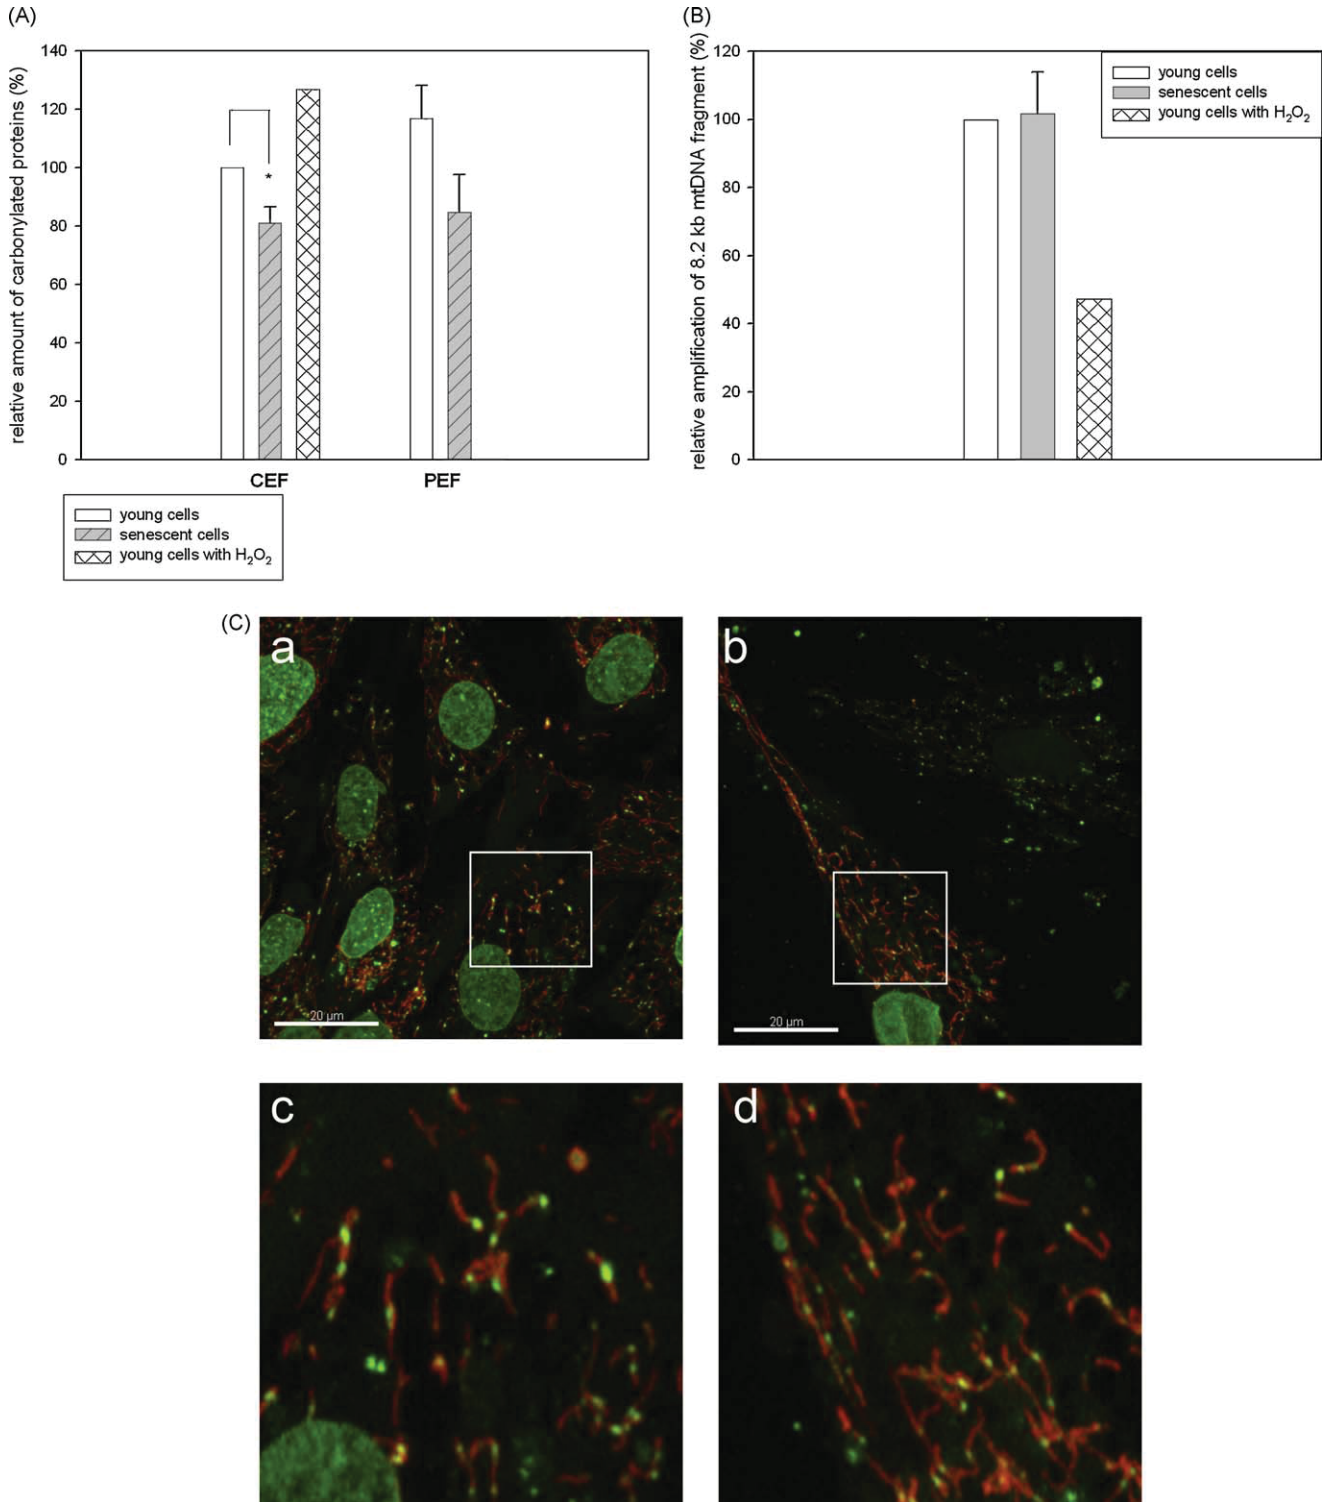 (A)
relative amount of carbonylated proteins (%)
140
120
100
80
60
40
20
0
*
CEF
PEF
young cells
senescent cells
young cells with H₂O₂
(B)
relative amplification of 8.2 kb mtDNA fragment (%)
120
100
80
60
40
20
0
young cells
senescent cells
young cells with H₂O₂
(C)
a
20 µm
b
20 µm
c
d